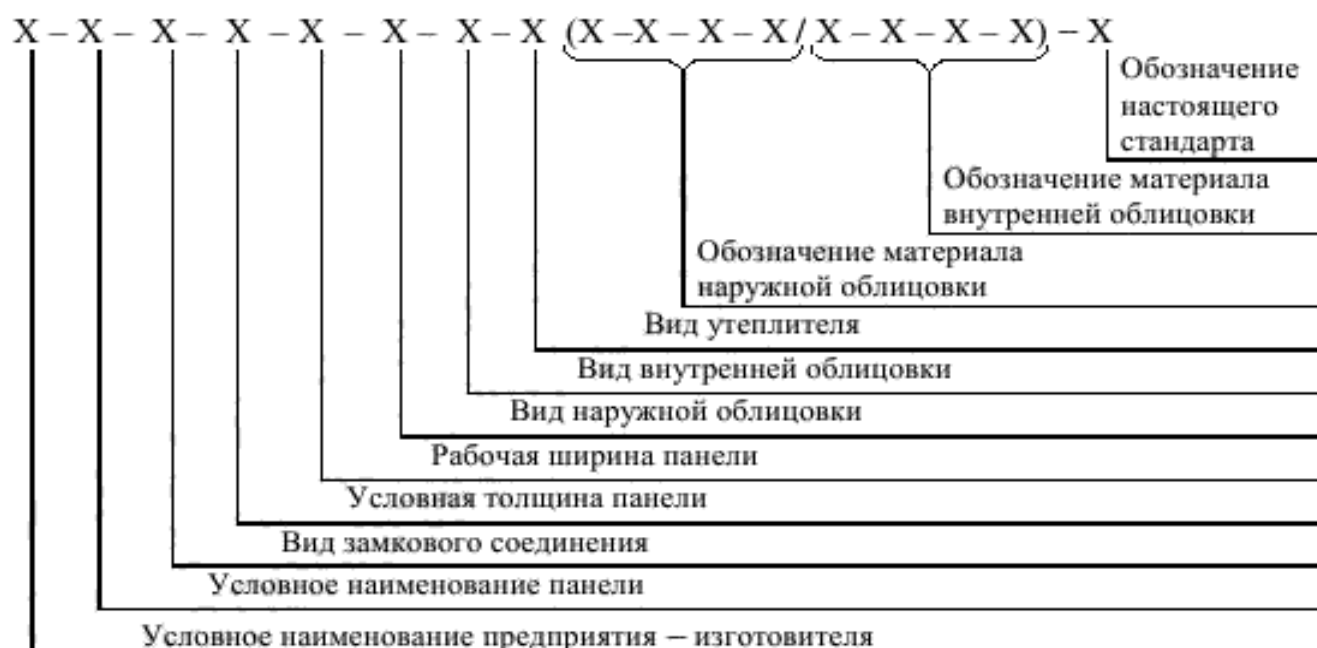 X – X – X – X – X – X – X – X (X –X – X – X / X – X – X – X) – X
Обозначение
настоящего
стандарта
Обозначение материала
внутренней облицовки
Обозначение материала
наружной облицовки
Вид утеплителя
Вид внутренней облицовки
Вид наружной облицовки
Рабочая ширина панели
Условная толщина панели
Вид замкового соединения
Условное наименование панели
Условное наименование предприятия – изготовителя